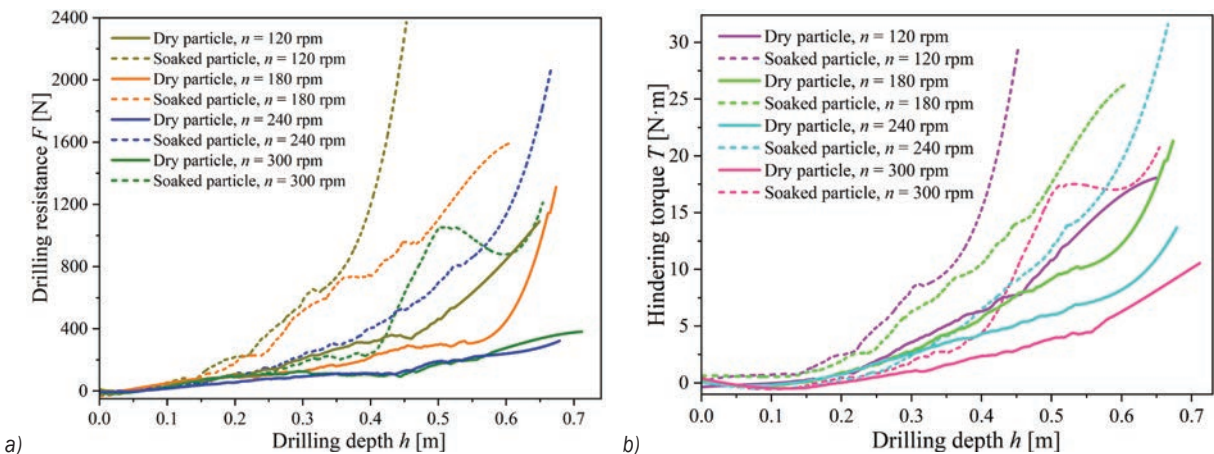 2400
2000
1600
1200
800
400
0
Drilling resistance F [N]
Dry particle, n = 120 rpm
Soaked particle, n = 120 rpm
Dry particle, n = 180 rpm
Soaked particle, n = 180 rpm
Dry particle, n = 240 rpm
Soaked particle, n = 240 rpm
Dry particle, n = 300 rpm
Soaked particle, n = 300 rpm
0.0 0.1 0.2 0.3 0.4 0.5 0.6 0.7
Drilling depth h [m]
a)
30
25
20
15
10
5
0
Hindering torque T [N·m]
Dry particle, n = 120 rpm
Soaked particle, n = 120 rpm
Dry particle, n = 180 rpm
Soaked particle, n = 180 rpm
Dry particle, n = 240 rpm
Soaked particle, n = 240 rpm
Dry particle, n = 300 rpm
Soaked particle, n = 300 rpm
0.0 0.1 0.2 0.3 0.4 0.5 0.6 0.7
Drilling depth h [m]
b)